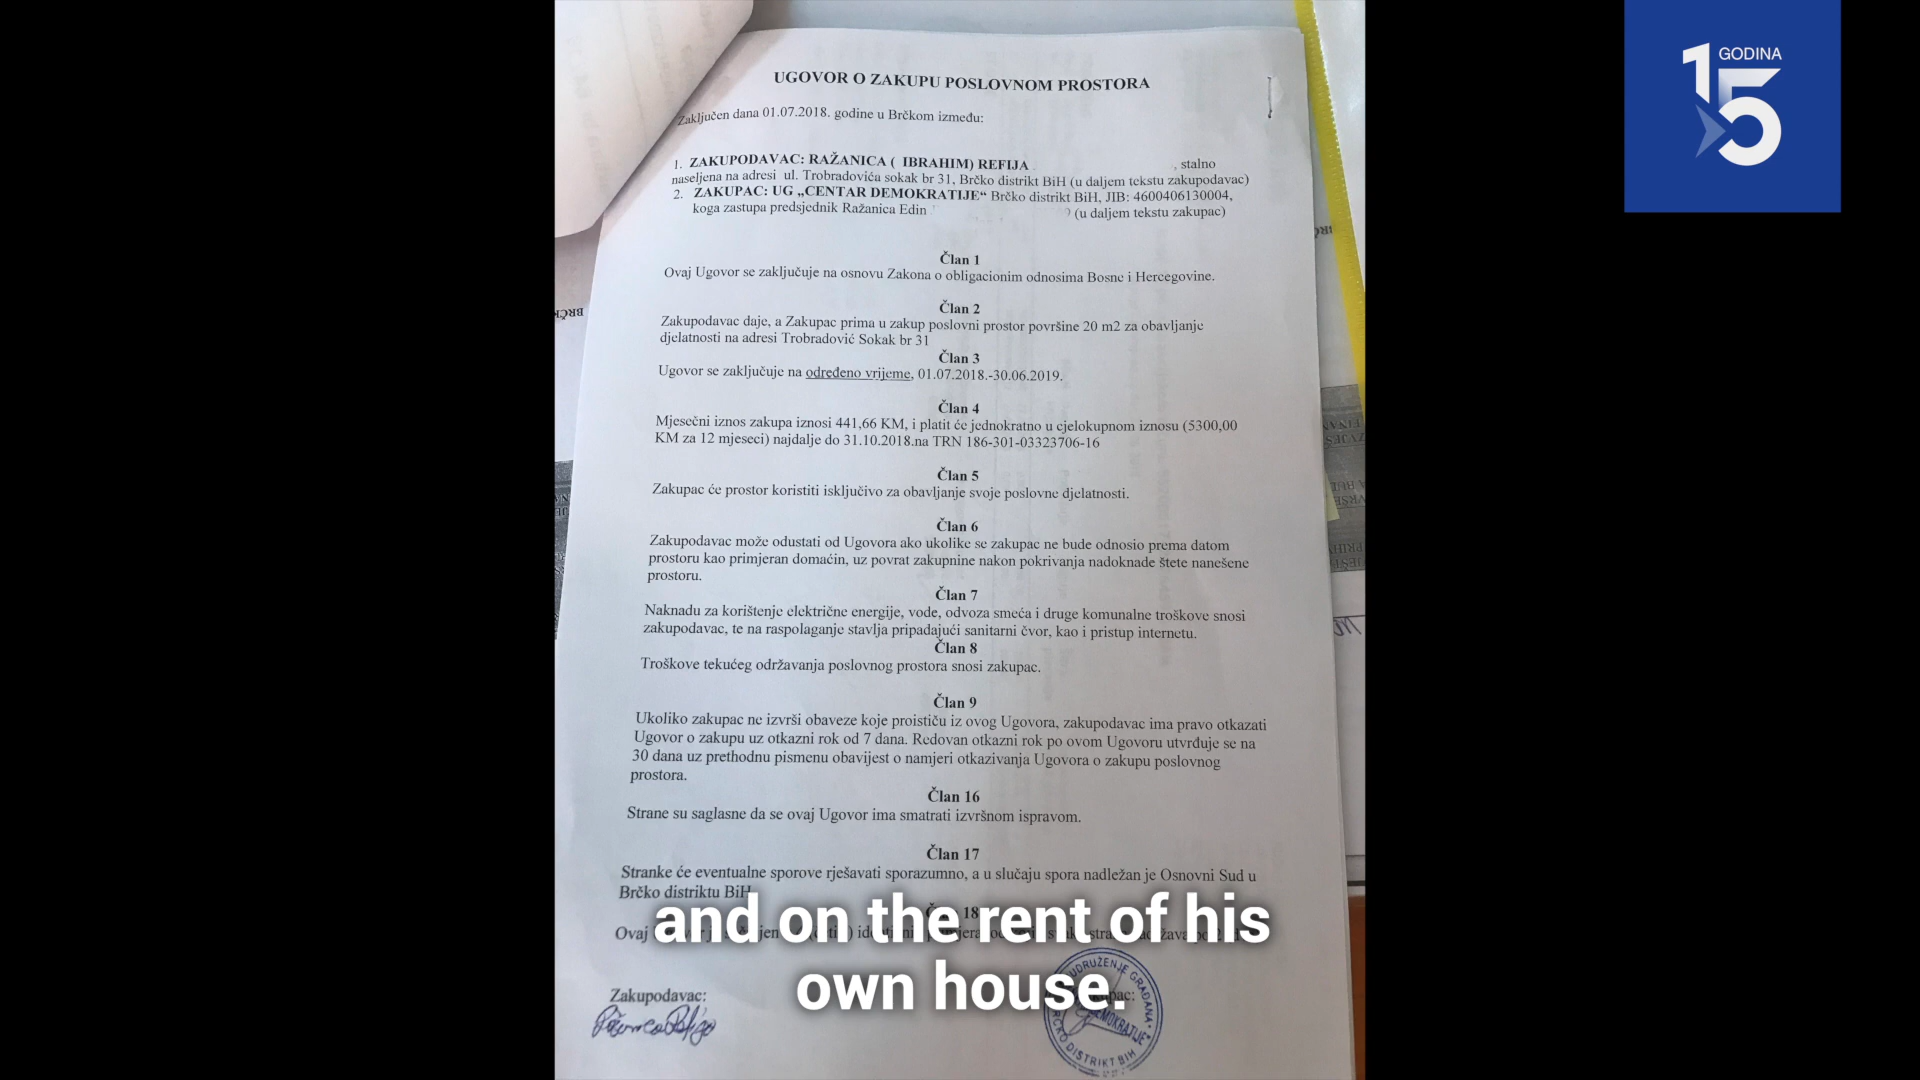 UGOVOR O ZAKUPU POSLOVNOM PROSTORA
Zaključen dana 01.07.2018. godine u Brčkom između:
1. ZAKUPODAVAC: RAŽANICA ( IBRAHIM) REFIJA , stalno
naseljena na adresi ul. Trobradovića sokak br 31, Brčko distrikt BiH (u daljem tekstu zakupodavac)
2. ZAKUPAC: UG „CENTAR DEMOKRATIJE“ Brčko distrikt BiH, JIB: 4600406130004,
koga zastupa predsjednik Ražanica Edin (u daljem tekstu zakupac)
Član 1
Ovaj Ugovor se zaključuje na osnovu Zakona o obligacionim odnosima Bosne i Hercegovine.
Član 2
Zakupodavac daje, a Zakupac prima u zakup poslovni prostor površine 20 m2 za obavljanje
djelatnosti na adresi Trobradović Sokak br 31
Član 3
Ugovor se zaključuje na određeno vrijeme, 01.07.2018.-30.06.2019.
Član 4
Mjesečni iznos zakupa iznosi 441,66 KM, i platit će jednokratno u cjelokupnom iznosu (5300,00
KM za 12 mjeseci) najdalje do 31.10.2018.na TRN 186-301-03323706-16
Član 5
Zakupac će prostor koristiti isključivo za obavljanje svoje poslovne djelatnosti.
Član 6
Zakupodavac može odustati od Ugovora ako ukolike se zakupac ne bude odnosio prema datom
prostoru kao primjeran domaćin, uz povrat zakupnine nakon pokrivanja nadoknade štete nanešene
prostoru.
Član 7
Naknadu za korištenje električne energije, vode, odvoza smeća i druge komunalne troškove snosi
zakupodavac, te na raspolaganje stavlja pripadajući sanitarni čvor, kao i pristup internetu.
Član 8
Troškove tekućeg održavanja poslovnog prostora snosi zakupac.
Član 9
Ukoliko zakupac ne izvrši obaveze koje proističu iz ovog Ugovora, zakupodavac ima pravo otkazati
Ugovor o zakupu uz otkazni rok od 7 dana. Redovan otkazni rok po ovom Ugovoru utvrđuje se na
30 dana uz prethodnu pismenu obavijest o namjeri otkazivanja Ugovora o zakupu poslovnog
prostora.
Član 16
Strane su saglasne da se ovaj Ugovor ima smatrati izvršnom ispravom.
Član 17
Stranke će eventualne sporove rješavati sporazumno, a u slučaju spora nadležan je Osnovni Sud u
Brčko distriktu BiH
18
Ovaj
and on the rent of his
own house.
Zakupodavac:
UDRUŽENJE GRAĐANA
DEMOKRATIJE"
BRČKO DISTRIKT BIH
15 GODINA